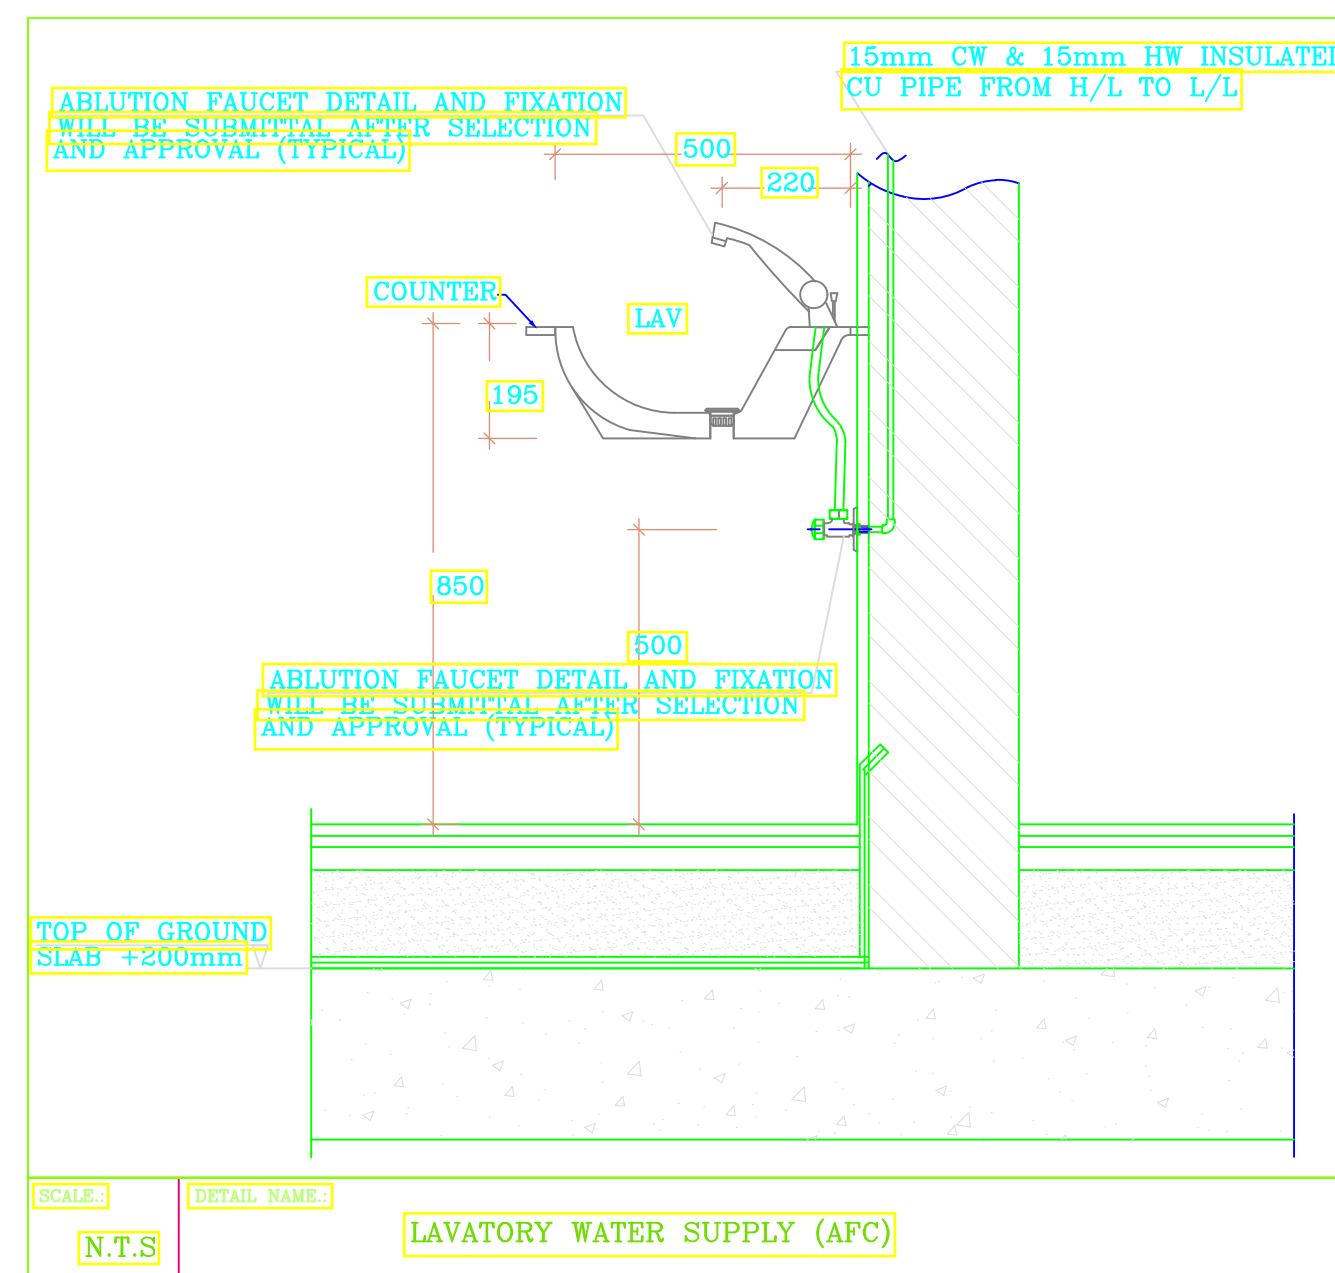 15mm CW & 15mm HW INSULATED
CU PIPE FROM H/L TO L/L
ABLUTION FAUCET DETAIL AND FIXATION
WILL BE SUBMITTAL AFTER SELECTION
AND APPROVAL (TYPICAL)
500
220
COUNTER
LAV
195
850
500
ABLUTION FAUCET DETAIL AND FIXATION
WILL BE SUBMITTAL AFTER SELECTION
AND APPROVAL (TYPICAL)
TOP OF GROUND
SLAB +200mm
SCALE.:
DETAIL NAME.:
N.T.S
LAVATORY WATER SUPPLY (AFC)